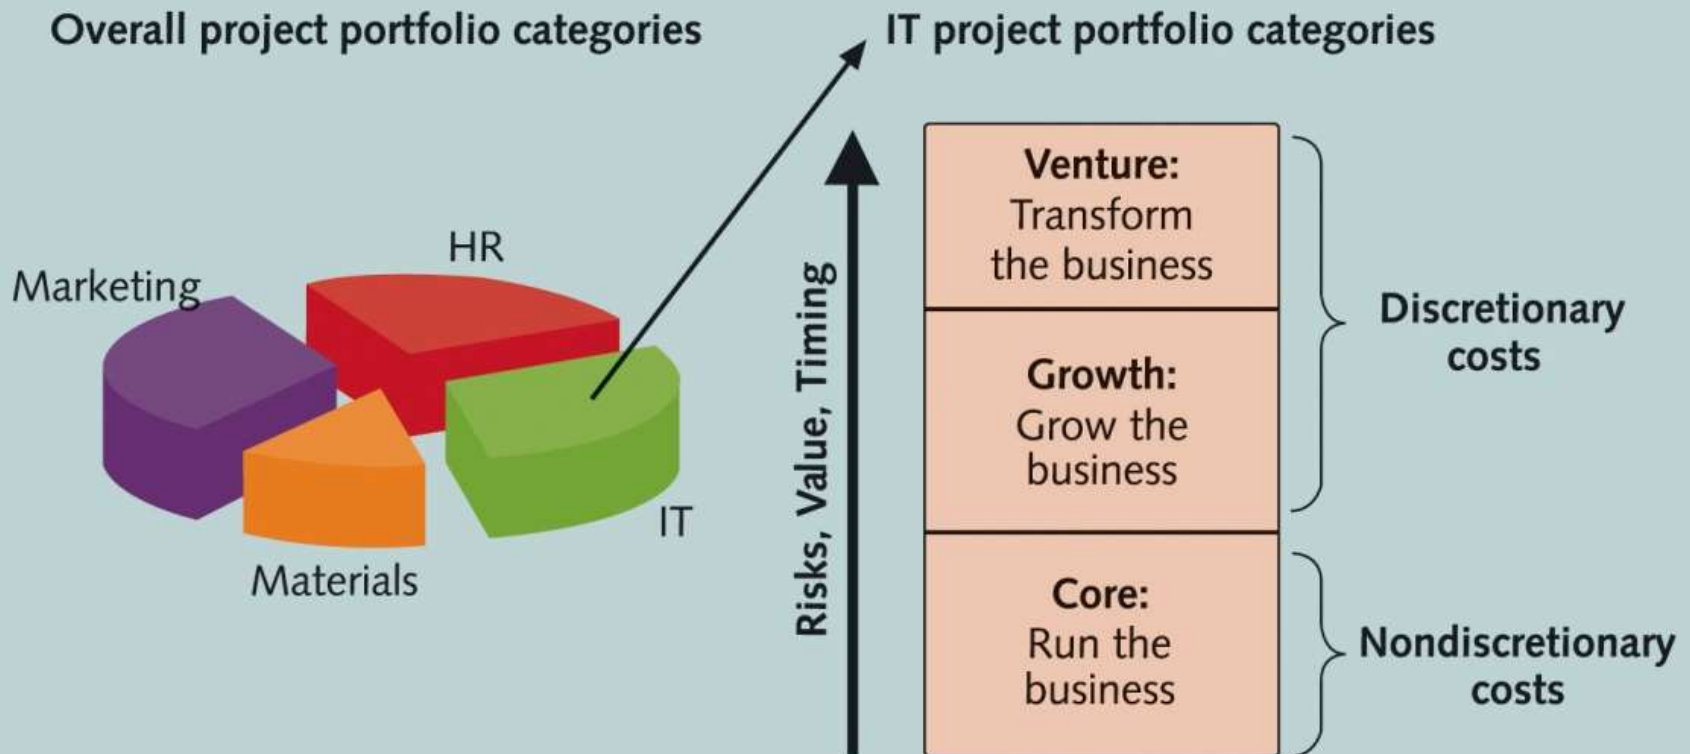 Overall project portfolio categories
IT project portfolio categories
HR
Marketing
IT
Materials
Risks, Value, Timing
Venture:
Transform
the business
Growth:
Grow the
business
Core:
Run the
business
Discretionary
costs
Nondiscretionary
costs